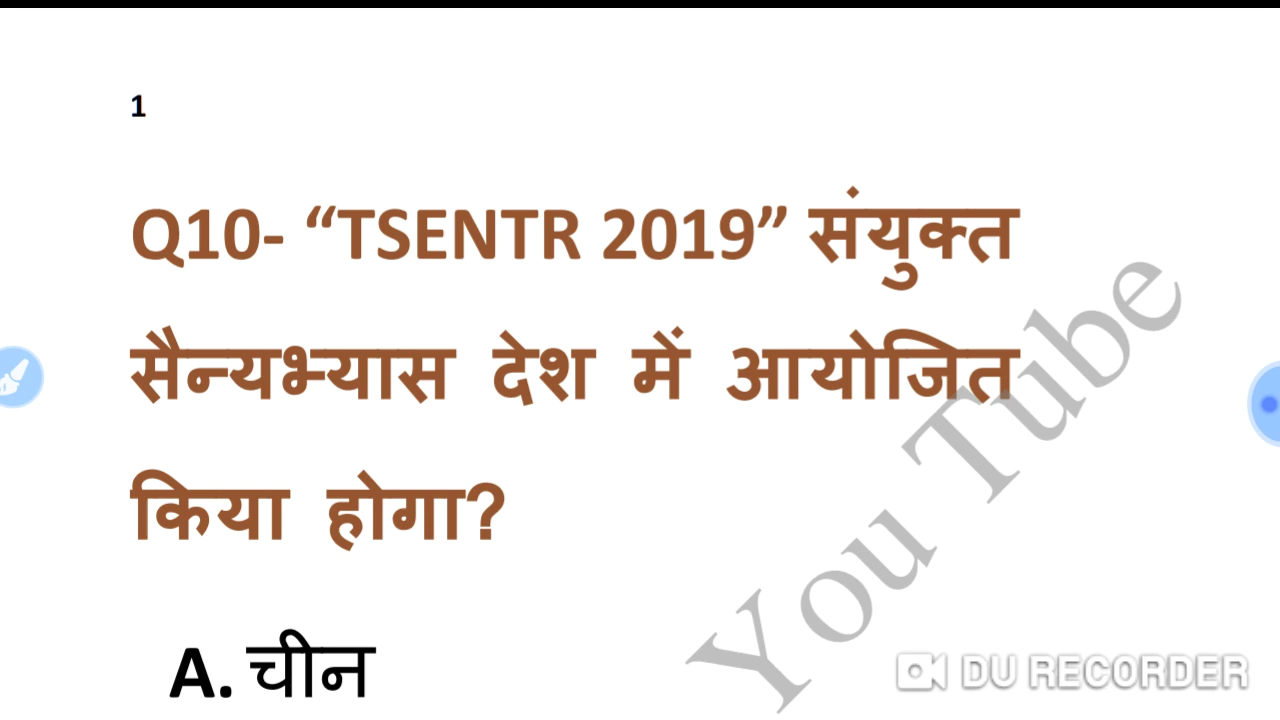 1
Q10- “TSENTR 2019” संयुक्त
सैन्यभ्यास देश में आयोजित
किया होगा?
A. चीन
You Tube
DU RECORDER